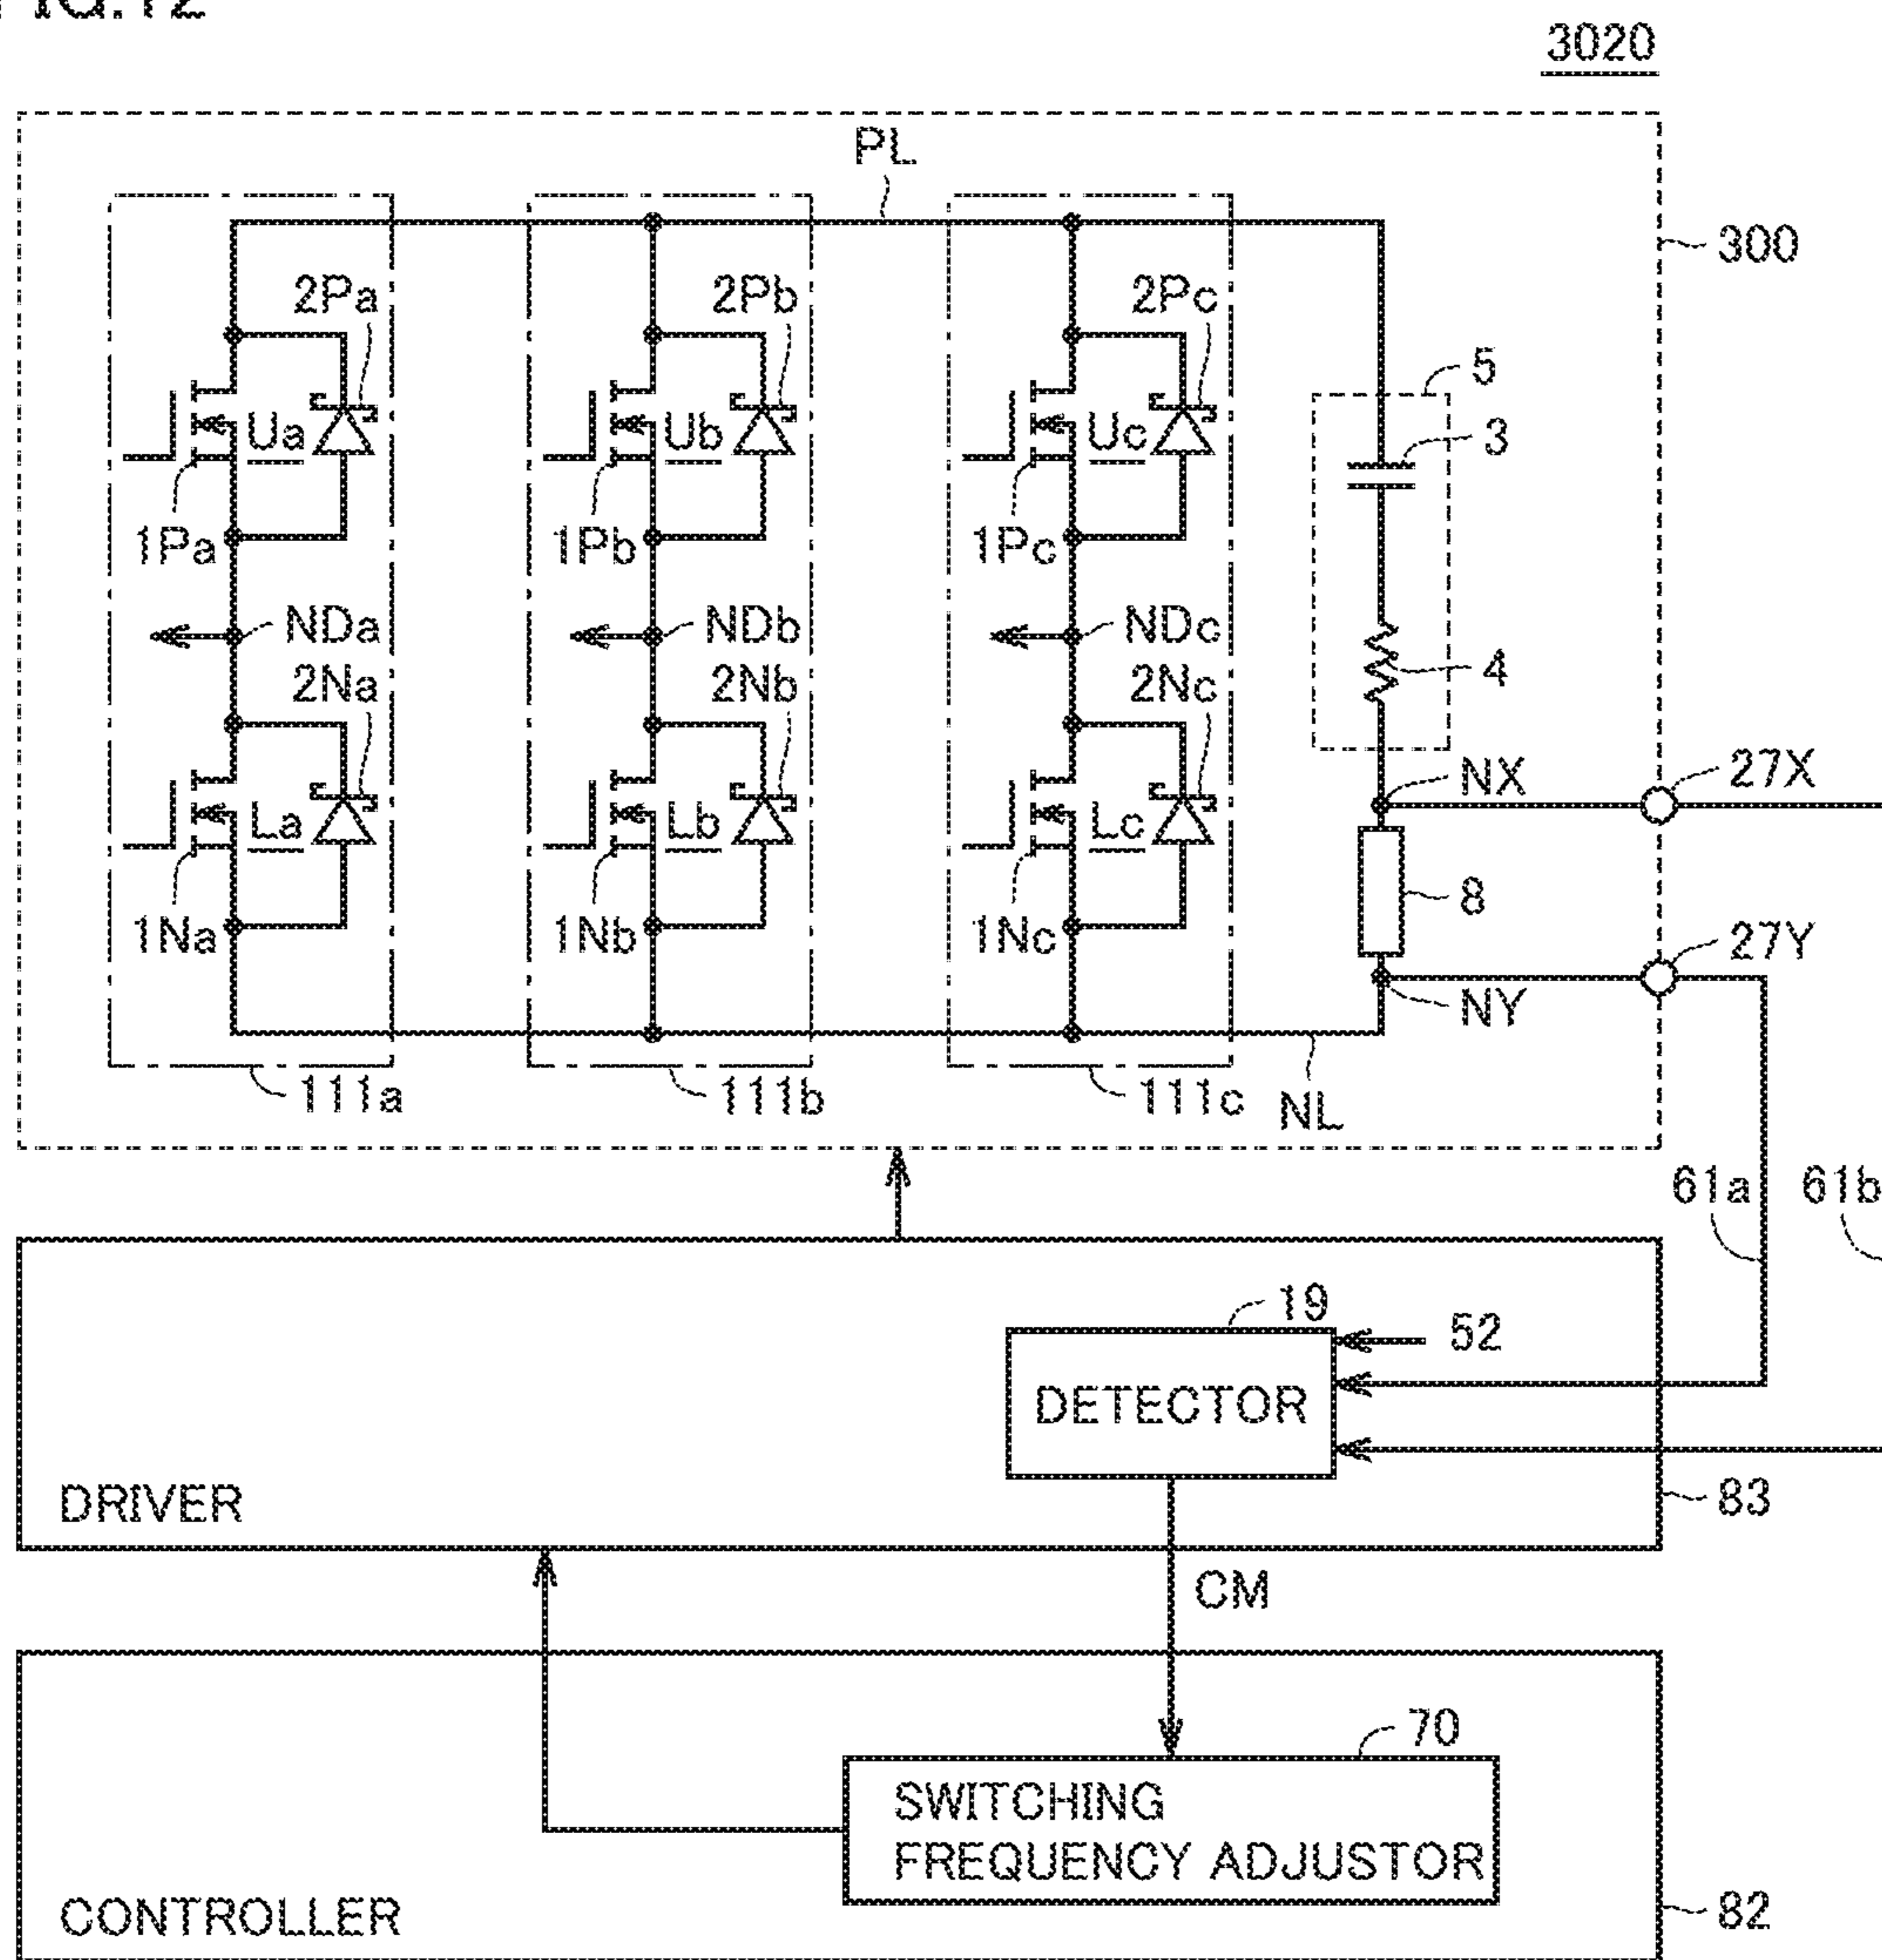 FIG.12
3020
PL
300
2Pa
2Pb
2Pc
5
Ua
Ub
Uc
3
1Pa
1Pb
1Pc
NDa
NDb
NDc
2Na
2Nb
2Nc
4
NX
27X
La
Lb
Lc
8
1Na
1Nb
1Nc
27Y
NY
111a
111b
111c
NL
61a
61b
19
52
DETECTOR
DRIVER
83
CM
70
SWITCHING
FREQUENCY ADJUSTOR
CONTROLLER
82